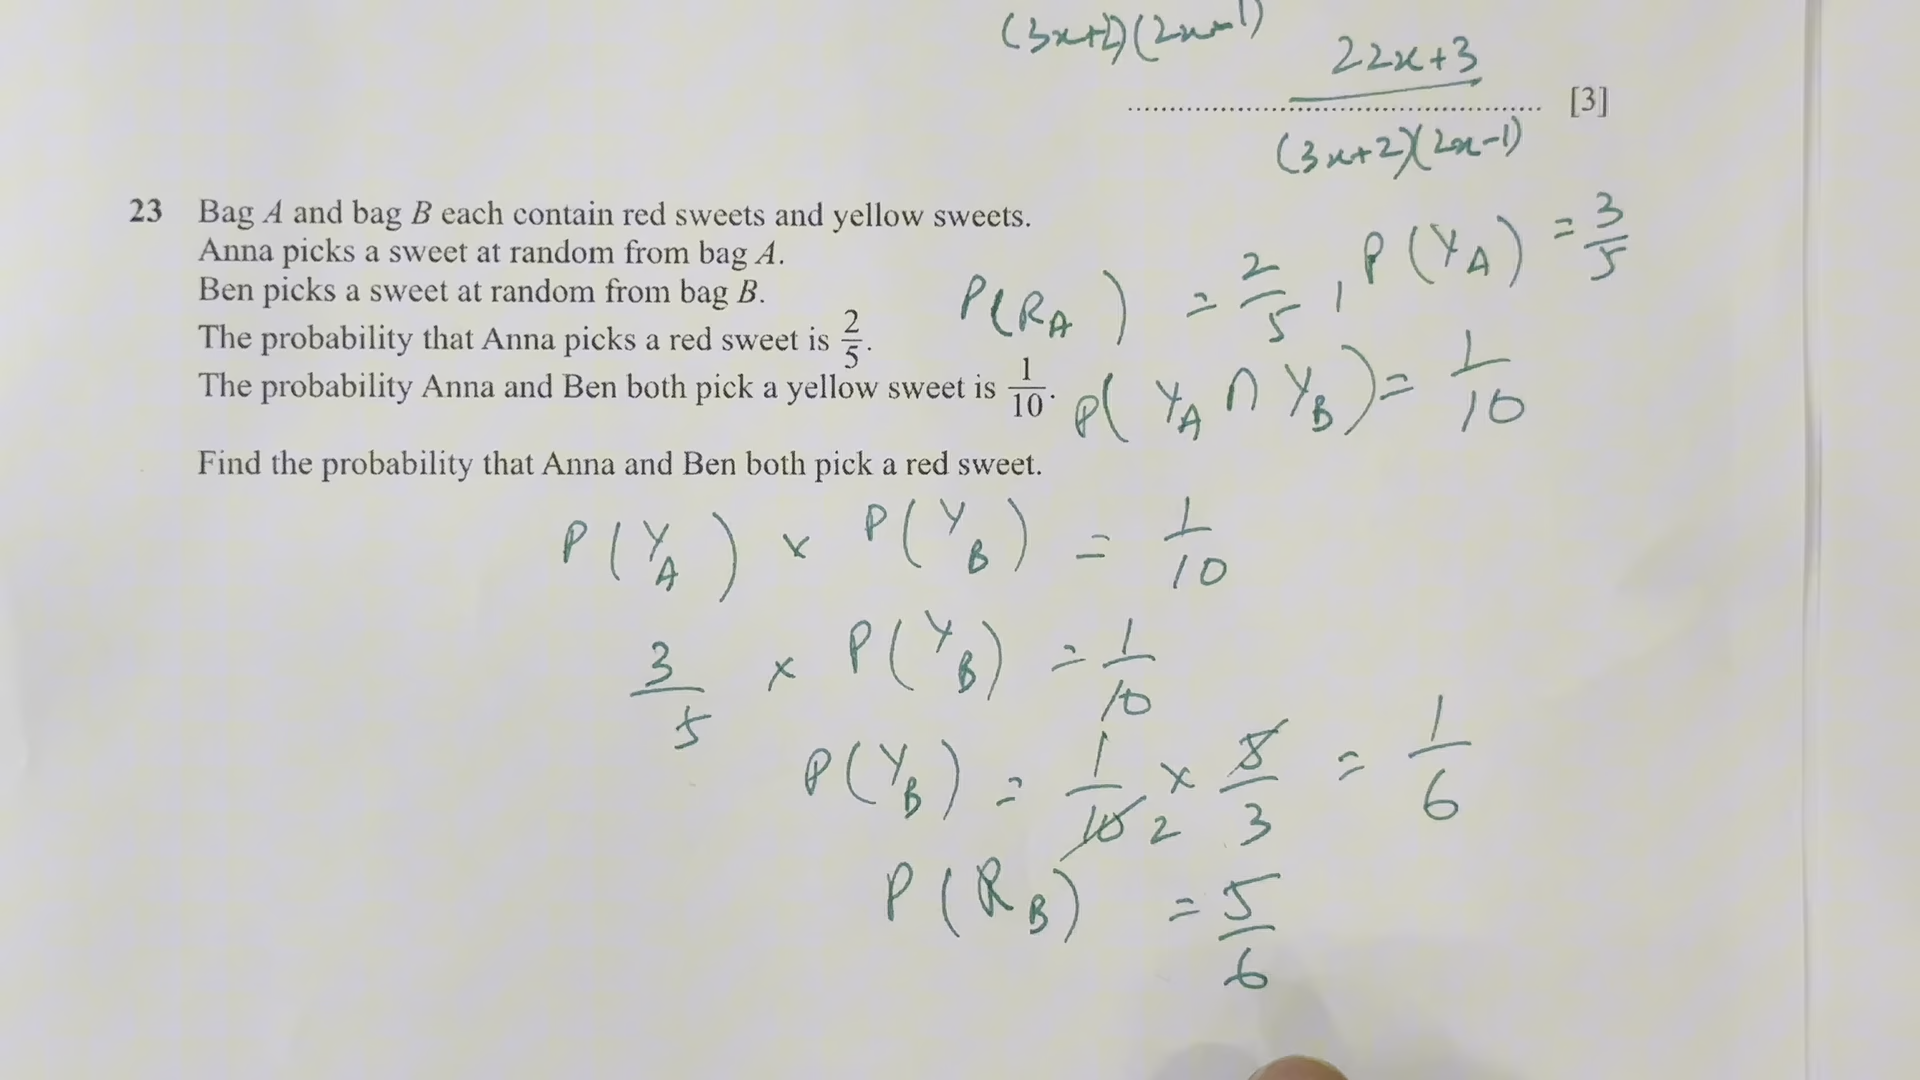 (3x+2)(2x-1)
22x+3
[3]
(3x+2)(2x-1)
23 Bag A and bag B each contain red sweets and yellow sweets.
Anna picks a sweet at random from bag A.
Ben picks a sweet at random from bag B.
The probability that Anna picks a red sweet is 2/5.
P(R_A) = 2/5, P(Y_A) = 3/5
The probability Anna and Ben both pick a yellow sweet is 1/10.
P(Y_A ∩ Y_B) = 1/10
Find the probability that Anna and Ben both pick a red sweet.
P(Y_A) × P(Y_B) = 1/10
3/5 × P(Y_B) = 1/10
P(Y_B) = 1/10 2 × 5/3 = 1/6
P(R_B) = 5/6